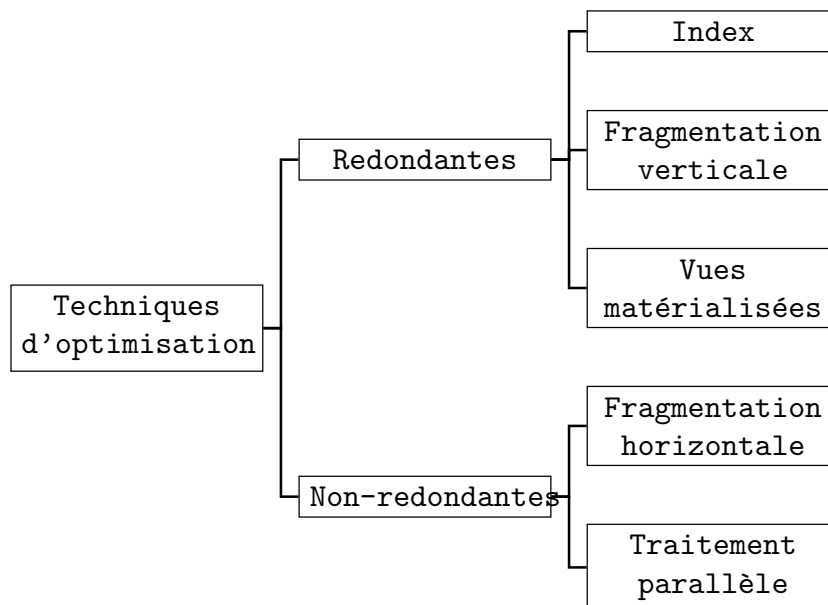 Index
Fragmentation
verticale
Redondantes
Vues
matérialisées
Techniques
d'optimisation
Fragmentation
horizontale
Non-redondantes
Traitement
parallèle